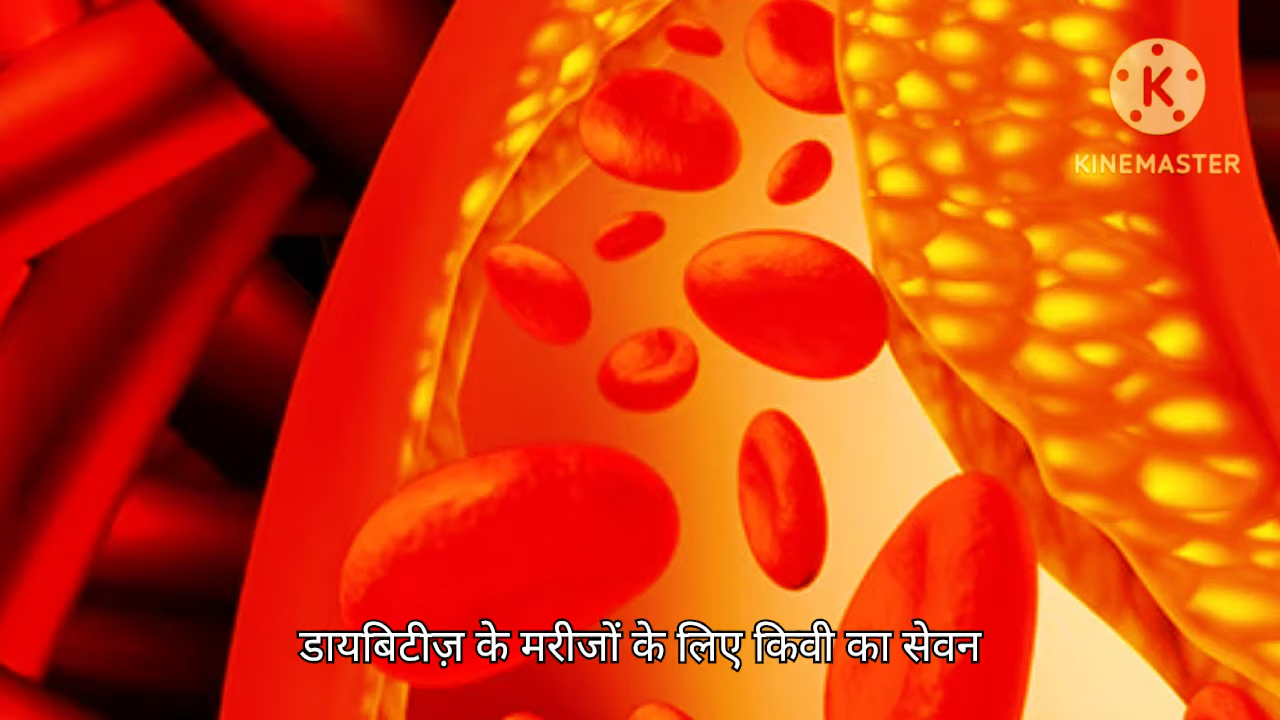 K
KINEMASTER
डायबिटीज़ के मरीजों के लिए किवी का सेवन